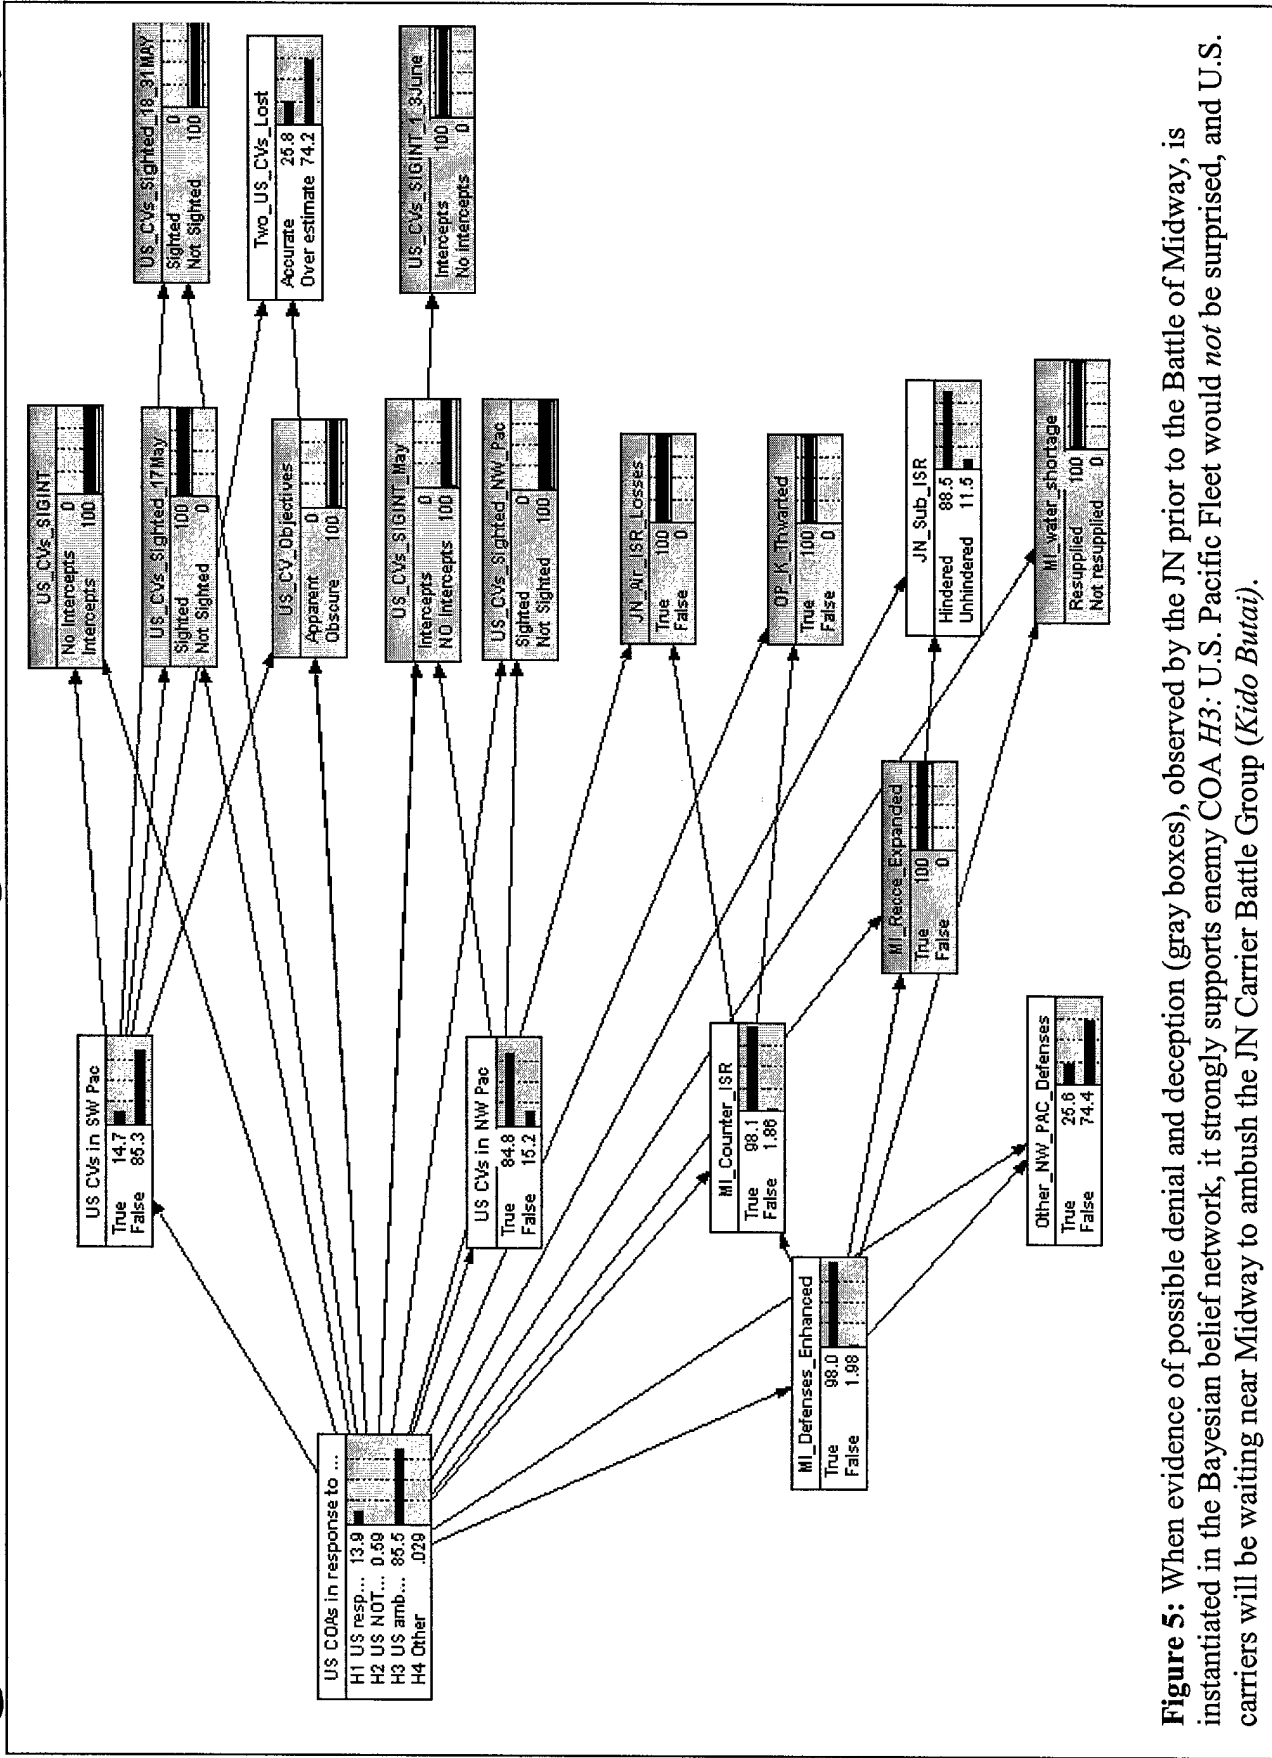 US_CVs_Sighted_18_31MAY
Sighted 0
Not Sighted 100
Two_US_CVs_Lost
Accurate 25.8
Over estimate 74.2
US_CVs_SIGINT_1_3June
Intercepts 100
No intercepts 0
US_CVs_SIGINT
No Intercepts 0
Intercepts 100
US_CVs_Sighted_17May
Sighted 100
Not Sighted 0
US_CV_Objectives
Apparent 0
Obscure 100
US_CVs_SIGINT_May
Intercepts 0
NO Intercepts 100
US_CVs_Sighted_NW_Pac
Sighted 0
Not Sighted 100
JN_Air_ISR_Losses
True 100
False 0
OP_K_Thwarted
True 100
False 0
JN_Sub_ISR
Hindered 88.5
Unhindered 11.5
MI_water_shortage
Resupplied 100
Not resupplied 0
MI_Recce_Expanded
True 100
False 0
US CVs in SW Pac
True 14.7
False 85.3
US CVs in NW Pac
True 84.8
False 15.2
MI_Counter_ISR
True 98.1
False 1.86
Other_NW_PAC_Defenses
True 25.6
False 74.4
MI_Defenses_Enhanced
True 98.0
False 1.98
US COAs in response to ...
H1 US resp... 13.9
H2 US NOT... 0.59
H3 US amb... 85.5
H4 Other .029
Figure 5: When evidence of possible denial and deception (gray boxes), observed by the JN prior to the Battle of Midway, is
instantiated in the Bayesian belief network, it strongly supports enemy COA H3: U.S. Pacific Fleet would not be surprised, and U.S.
carriers will be waiting near Midway to ambush the JN Carrier Battle Group (Kido Butai).